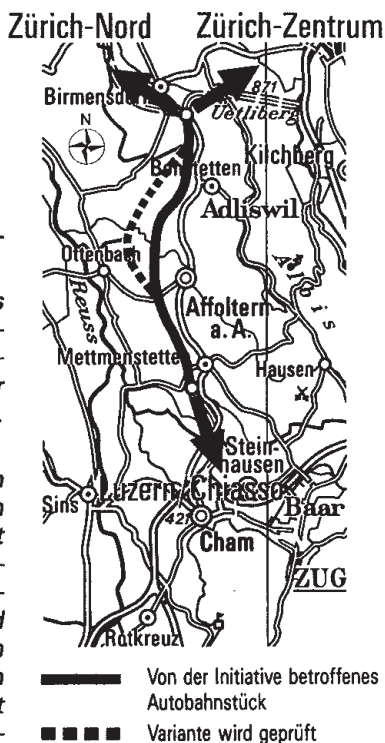 Zürich-Nord Zürich-Zentrum
Birmensdorf
871
Uetliberg
N
Bonstetten
Kilchberg
Adliswil
Ottenbach
Albis
Reuss
Affoltern
a. A.
Mettmenstetten
Hausen
Stein-
hausen
Luzern Chiasso
Sins
Baar
421
Cham
ZUG
Rotkreuz
Von der Initiative betroffenes
Autobahnstück
Variante wird geprüft